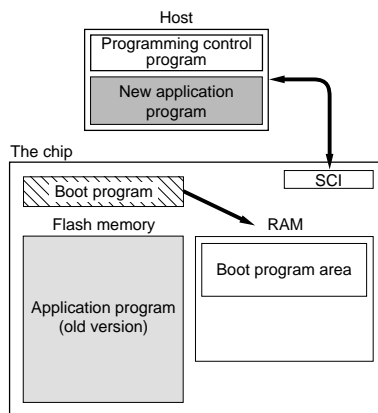 Host
Programming control
program
New application
program
The chip
SCI
Boot program
Flash memory
RAM
Boot program area
Application program
(old version)